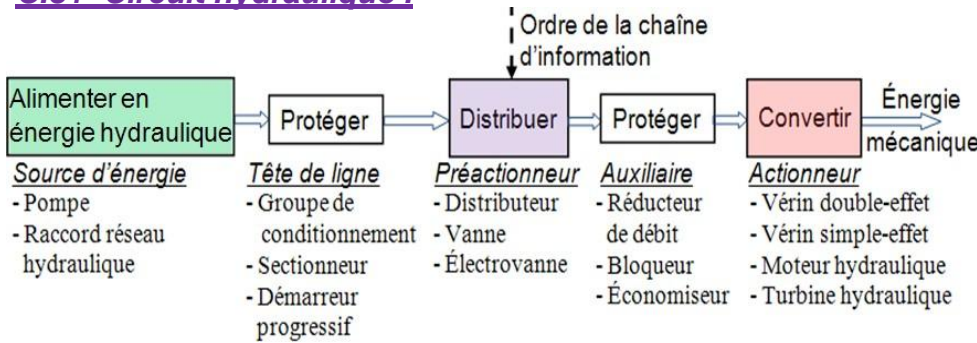 Circuit hydraulique :
Ordre de la chaîne
d'information
Alimenter en
énergie hydraulique
Protéger
Distribuer
Protéger
Convertir
Énergie
mécanique
Source d'énergie
- Pompe
- Raccord réseau
hydraulique
Tête de ligne
- Groupe de
conditionnement
- Sectionneur
- Démarreur
progressif
Préactionneur
- Distributeur
- Vanne
- Électrovanne
Auxiliaire
- Réducteur
de débit
- Bloqueur
- Économiseur
Actionneur
- Vérin double-effet
- Vérin simple-effet
- Moteur hydraulique
- Turbine hydraulique